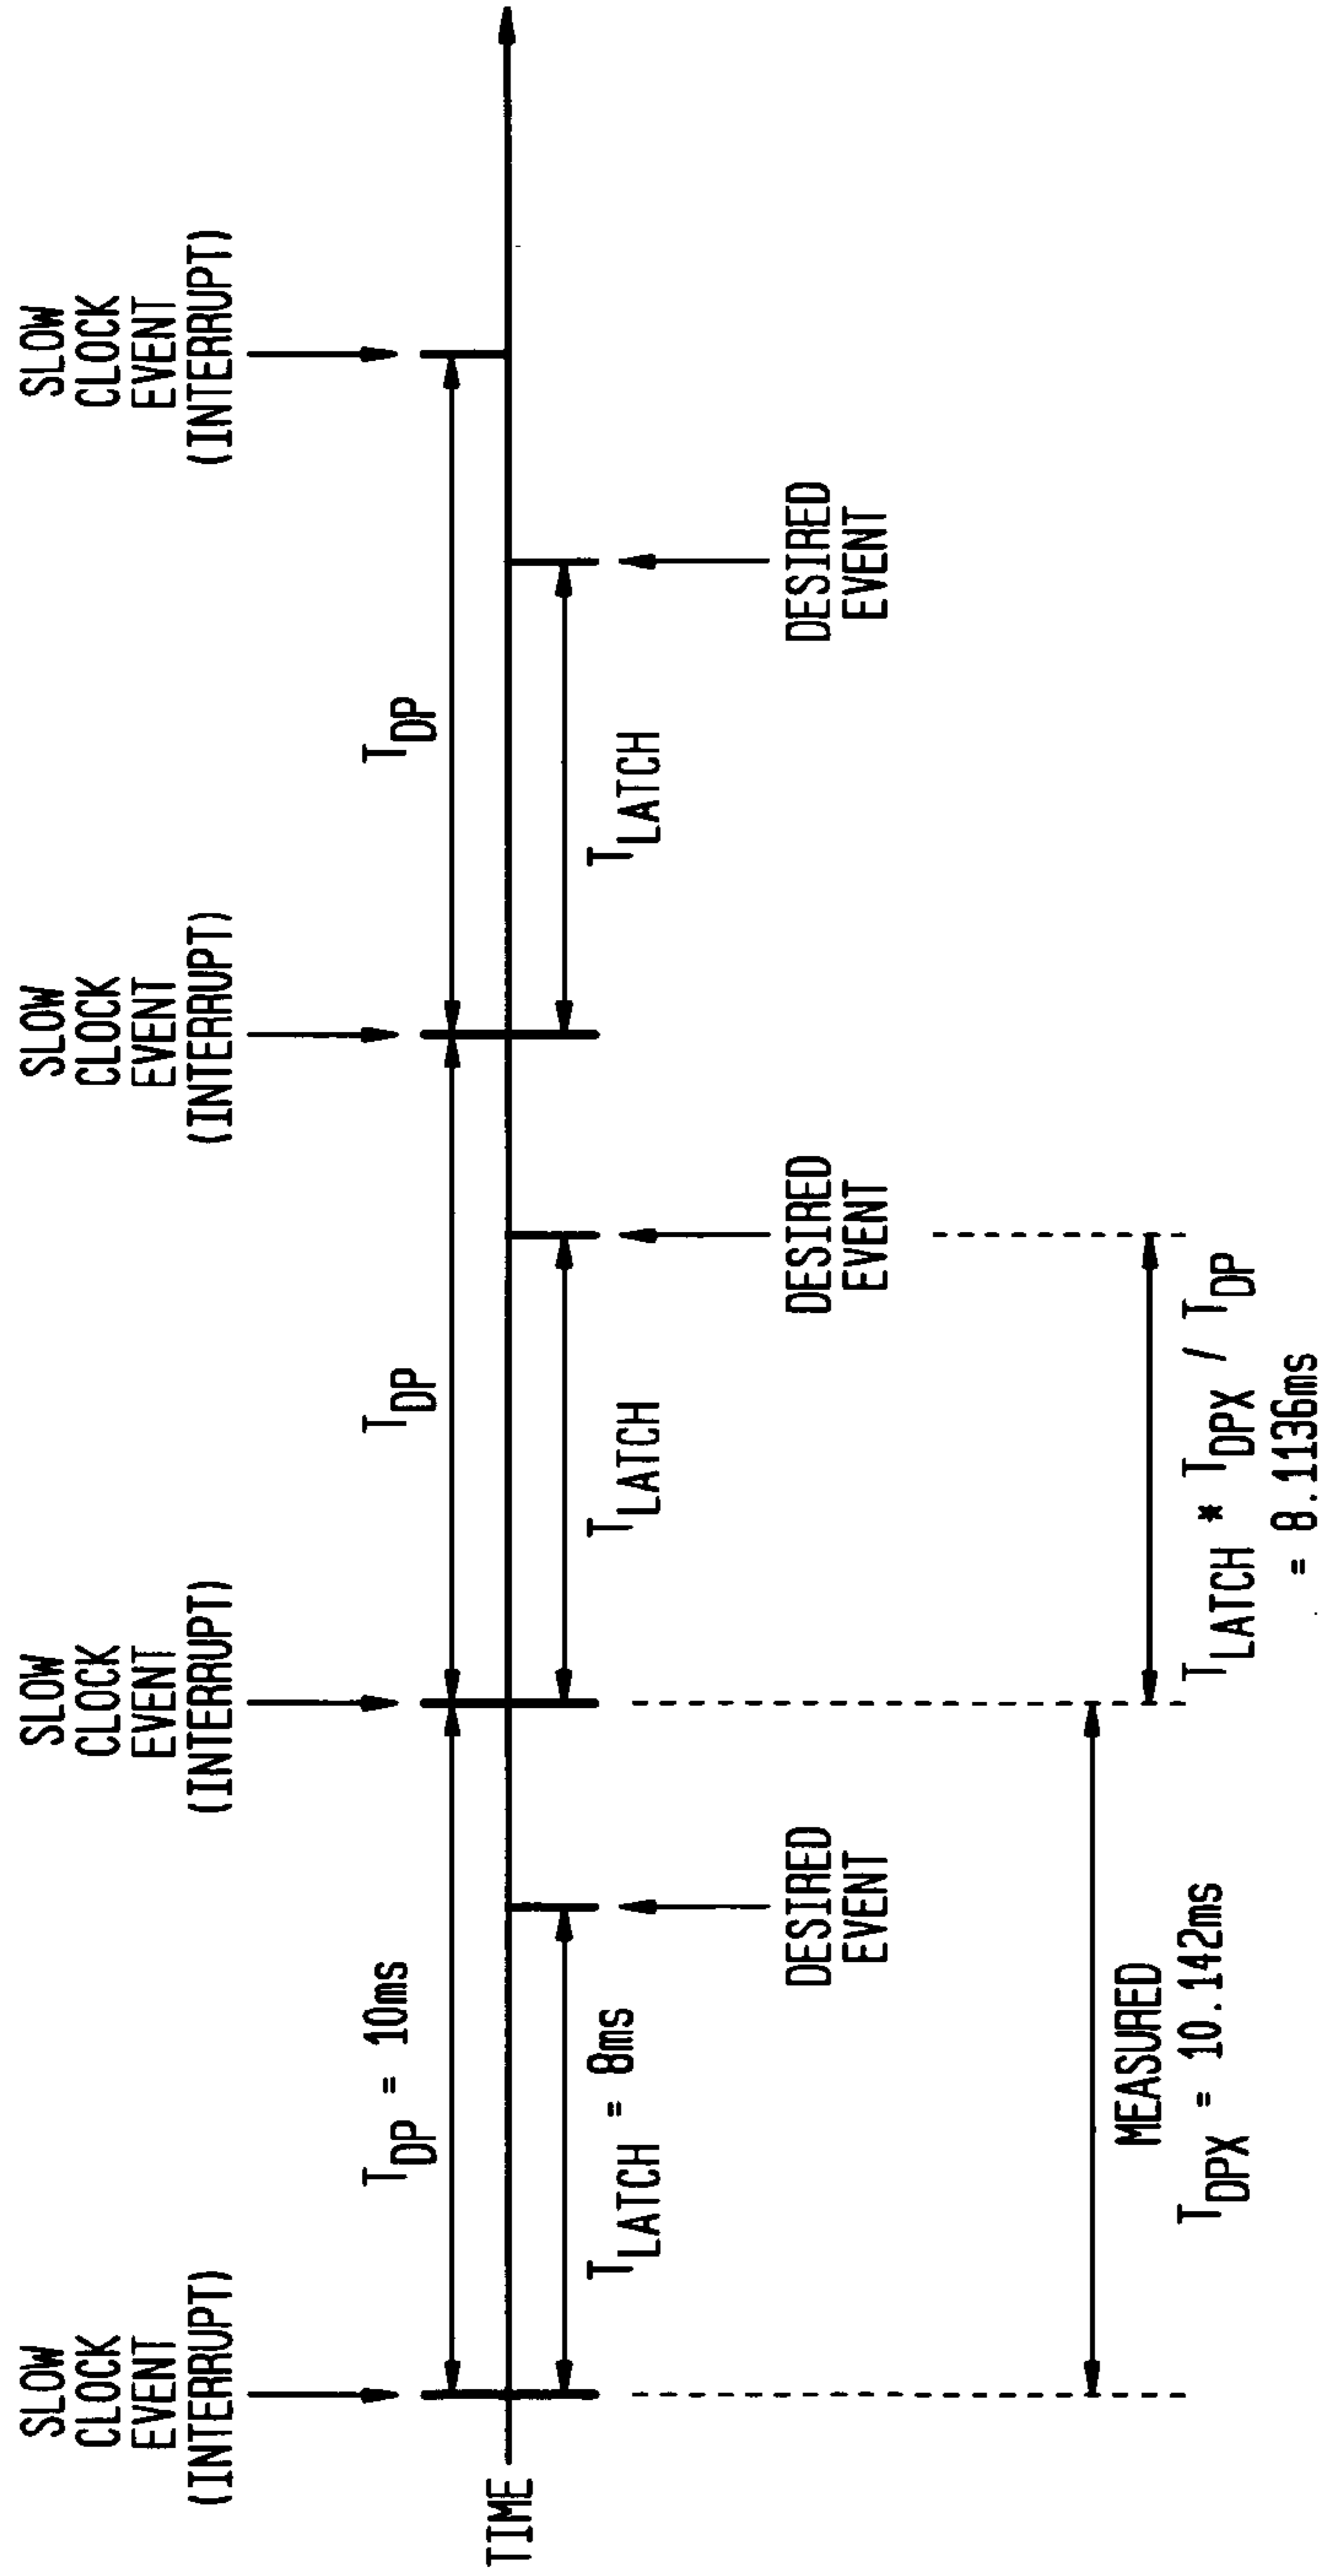 SLOW
CLOCK
EVENT
(INTERRUPT)
SLOW
CLOCK
EVENT
(INTERRUPT)
SLOW
CLOCK
EVENT
(INTERRUPT)
SLOW
CLOCK
EVENT
(INTERRUPT)
T_DP = 10ms
T_DP
T_DP
TIME
T_LATCH = 8ms
T_LATCH
T_LATCH
DESIRED
EVENT
DESIRED
EVENT
DESIRED
EVENT
MEASURED
T_DPX = 10.142ms
T_LATCH * T_DPX / T_DP
= 8.1136ms